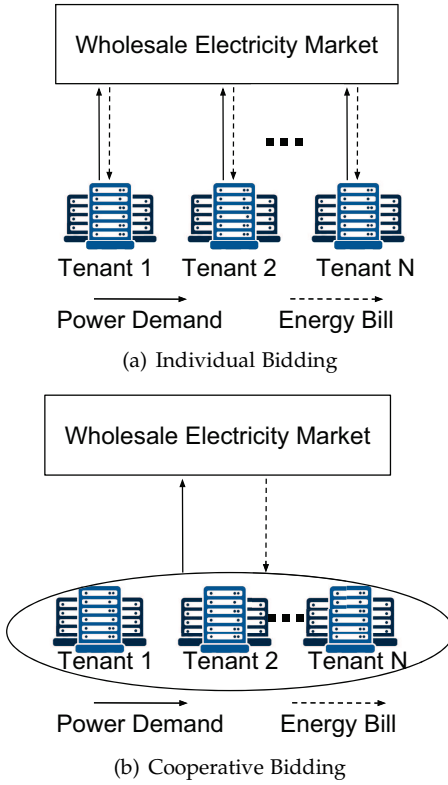 Wholesale Electricity Market
Tenant 1 Tenant 2 Tenant N
Power Demand Energy Bill
(a) Individual Bidding
Wholesale Electricity Market
Tenant 1 Tenant 2 Tenant N
Power Demand Energy Bill
(b) Cooperative Bidding